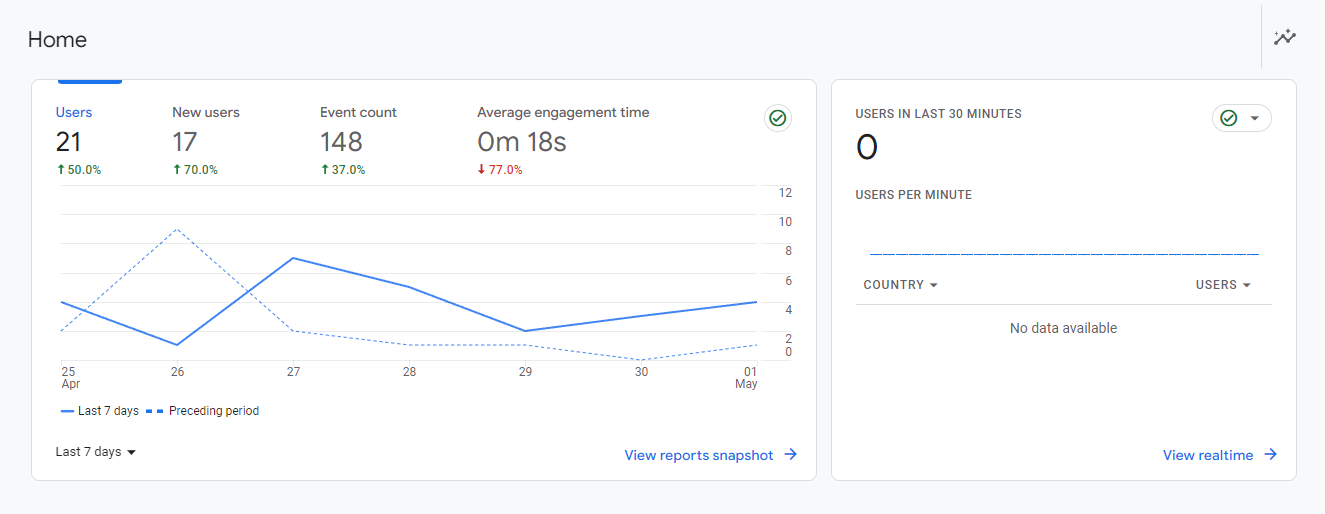 Home
Users
New users
Event count
Average engagement time
21
17
148
0m 18s
50.0%
70.0%
37.0%
77.0%
12
10
8
6
4
2
0
25 Apr
26
27
28
29
30
01 May
Last 7 days
Preceding period
Last 7 days
View reports snapshot
USERS IN LAST 30 MINUTES
0
USERS PER MINUTE
COUNTRY
USERS
No data available
View realtime